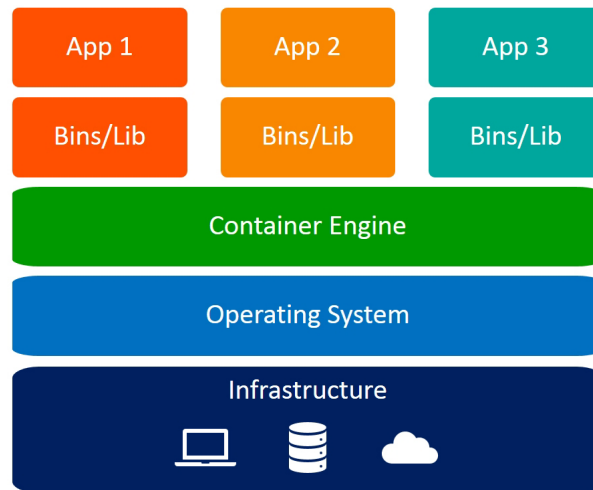 App 1
App 2
App 3
Bins/Lib
Bins/Lib
Bins/Lib
Container Engine
Operating System
Infrastructure